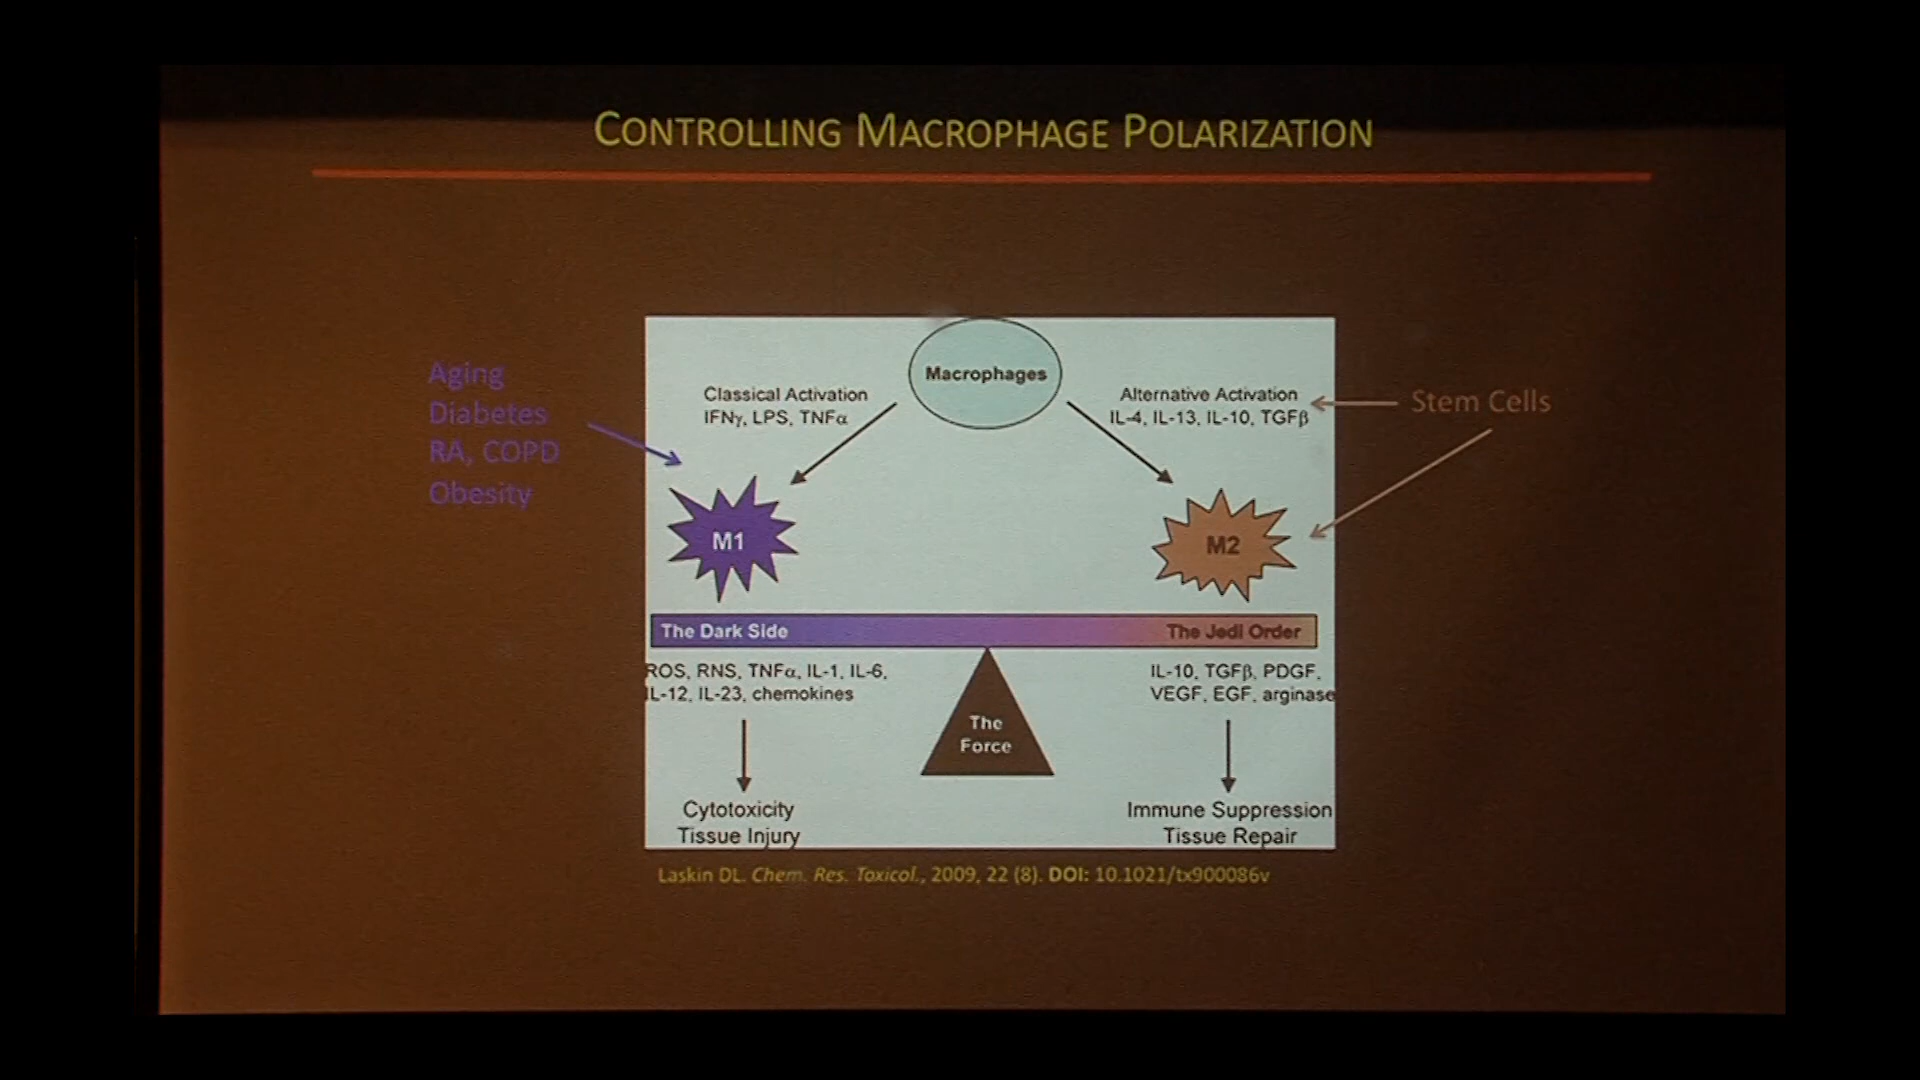 CONTROLLING MACROPHAGE POLARIZATION
Macrophages
Classical Activation
IFNγ, LPS, TNFα
Alternative Activation
IL-4, IL-13, IL-10, TGFβ
Aging
Diabetes
RA, COPD
Obesity
Stem Cells
M1
M2
The Dark Side
The Jedi Order
ROS, RNS, TNFα, IL-1, IL-6,
IL-12, IL-23, chemokines
IL-10, TGFβ, PDGF,
VEGF, EGF, arginase
The
Force
Cytotoxicity
Tissue Injury
Immune Suppression
Tissue Repair
Laskin DL. Chem. Res. Toxicol., 2009, 22 (8). DOI: 10.1021/tx900086v